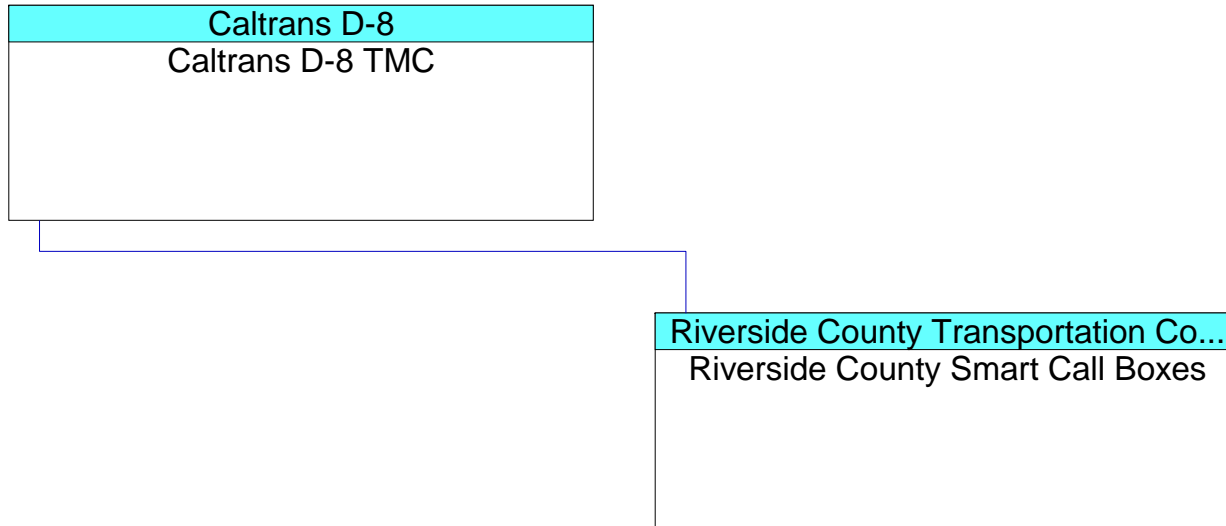 Caltrans D-8
Caltrans D-8 TMC
Riverside County Transportation Co...
Riverside County Smart Call Boxes